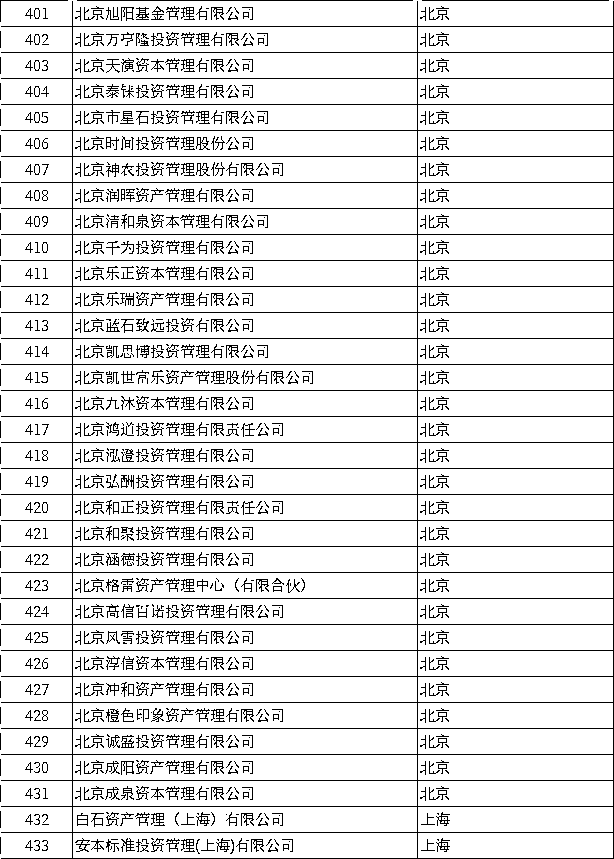 401 北京旭阳基金管理有限公司 北京
402 北京万亨隆投资管理有限公司 北京
403 北京天演资本管理有限公司 北京
404 北京泰铼投资管理有限公司 北京
405 北京市星石投资管理有限公司 北京
406 北京时间投资管理股份公司 北京
407 北京神农投资管理股份有限公司 北京
408 北京润晖资产管理有限公司 北京
409 北京清和泉资本管理有限公司 北京
410 北京千为投资管理有限公司 北京
411 北京乐正资本管理有限公司 北京
412 北京乐瑞资产管理有限公司 北京
413 北京蓝石致远投资有限公司 北京
414 北京凯思博投资管理有限公司 北京
415 北京凯世富乐资产管理股份有限公司 北京
416 北京九沐资本管理有限公司 北京
417 北京鸿道投资管理有限责任公司 北京
418 北京泓澄投资管理有限公司 北京
419 北京弘酬投资管理有限公司 北京
420 北京和正投资管理有限责任公司 北京
421 北京和聚投资管理有限公司 北京
422 北京涵德投资管理有限公司 北京
423 北京格雷资产管理中心（有限合伙） 北京
424 北京高信百诺投资管理有限公司 北京
425 北京风雷投资管理有限公司 北京
426 北京淳信资本管理有限公司 北京
427 北京冲和资产管理有限公司 北京
428 北京橙色印象资产管理有限公司 北京
429 北京诚盛投资管理有限公司 北京
430 北京成阳资产管理有限公司 北京
431 北京成泉资本管理有限公司 北京
432 白石资产管理（上海）有限公司 上海
433 安本标准投资管理(上海)有限公司 上海